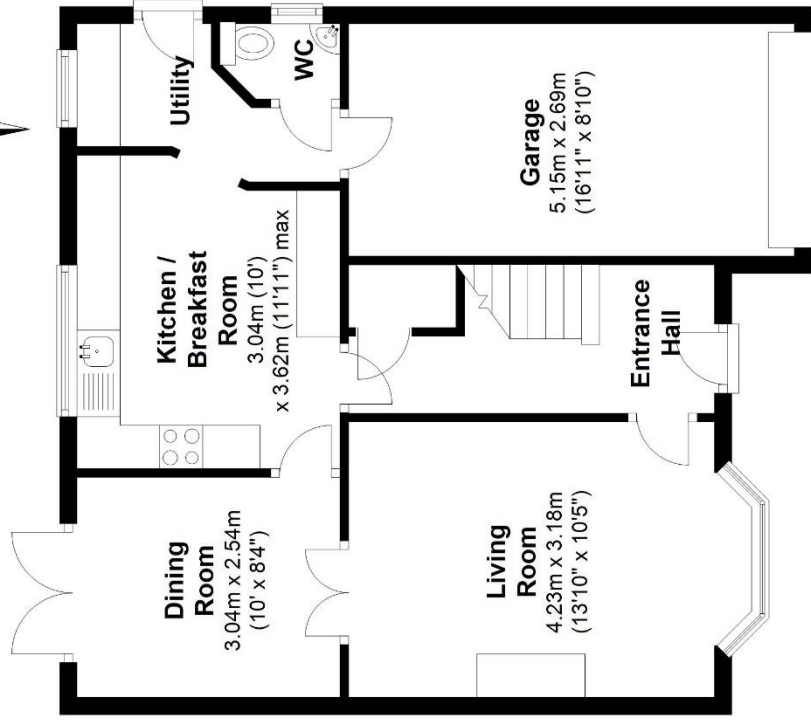 Utility
WC
Garage
5.15m x 2.69m
(16'11" x 8'10")
Kitchen /
Breakfast
Room
3.04m (10')
x 3.62m (11'11") max
Entrance
Hall
Dining
Room
3.04m x 2.54m
(10' x 8'4")
Living
Room
4.23m x 3.18m
(13'10" x 10'5")